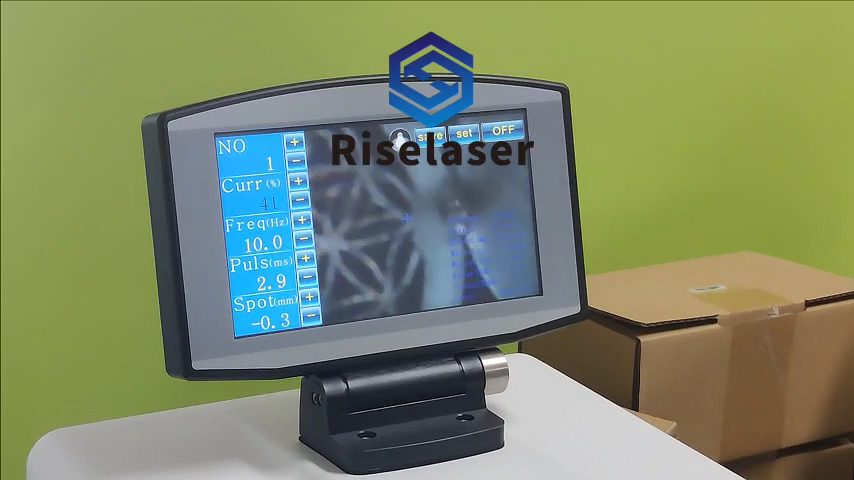 Riselaser
save set OFF
NO
1
Curr(%)
41
Freq(Hz)
10.0
Puls(ms)
2.9
Spot(mm)
-0.3